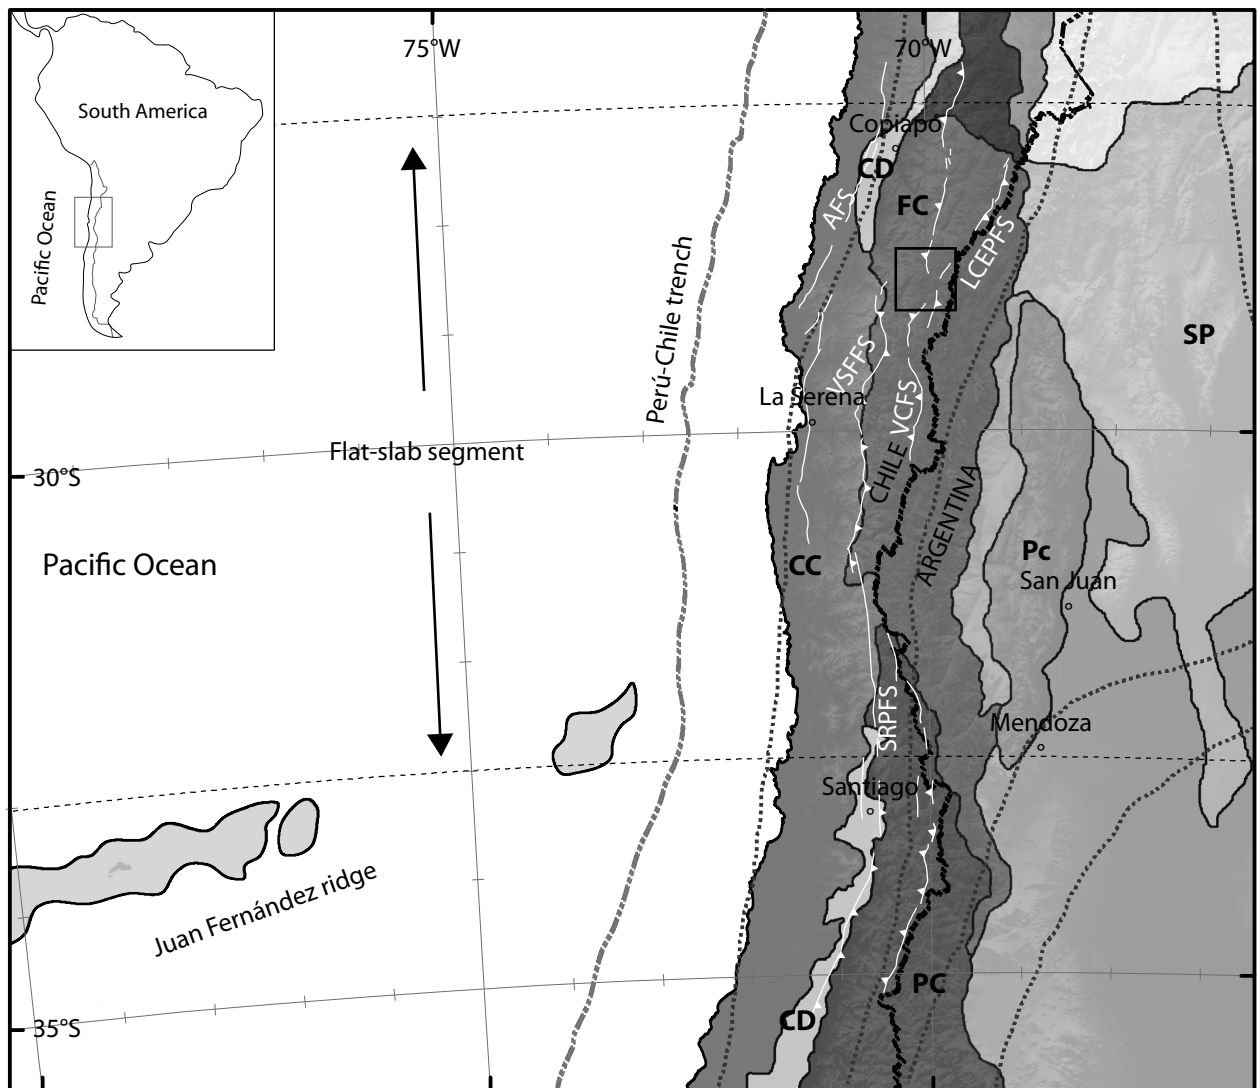 75°W
70°W
South America
Pacific Ocean
Copiapó
CD
AFS
FC
LCEPFS
Perú-Chile trench
SP
VSFFS
La Serena
VCFS
Flat-slab segment
30°S
CHILE
ARGENTINA
Pacific Ocean
CC
Pc
San Juan
SRPFS
Mendoza
Santiago
Juan Fernández ridge
PC
CD
35°S